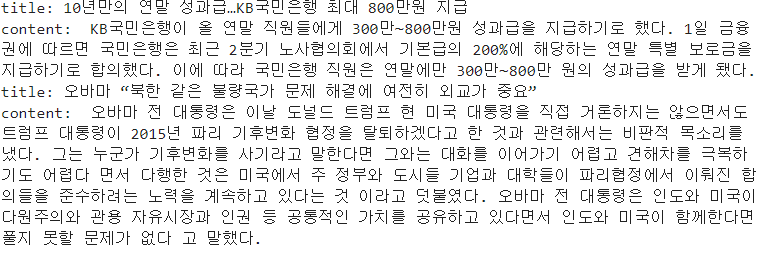 title: 10년만의 연말 성과급…KB국민은행 최대 800만원 지급
content:  KB국민은행이 올 연말 직원들에게 300만~800만원 성과급을 지급하기로 했다. 1일 금융
권에 따르면 국민은행은 최근 2분기 노사협의회에서 기본급의 200%에 해당하는 연말 특별 보로금을
지급하기로 합의했다. 이에 따라 국민은행 직원은 연말에만 300만~800만 원의 성과급을 받게 됐다.
title: 오바마 “북한 같은 불량국가 문제 해결에 여전히 외교가 중요”
content:  오바마 전 대통령은 이날 도널드 트럼프 현 미국 대통령을 직접 거론하지는 않으면서도
트럼프 대통령이 2015년 파리 기후변화 협정을 탈퇴하겠다고 한 것과 관련해서는 비판적 목소리를
냈다. 그는 누군가 기후변화를 사기라고 말한다면 그와는 대화를 이어가기 어렵고 견해차를 극복하
기도 어렵다 면서 다행한 것은 미국에서 주 정부와 도시들 기업과 대학들이 파리협정에서 이뤄진 합
의들을 준수하려는 노력을 계속하고 있다는 것 이라고 덧붙였다. 오바마 전 대통령은 인도와 미국이
다원주의와 관용 자유시장과 인권 등 공통적인 가치를 공유하고 있다면서 인도와 미국이 함께한다면
풀지 못할 문제가 없다 고 말했다.